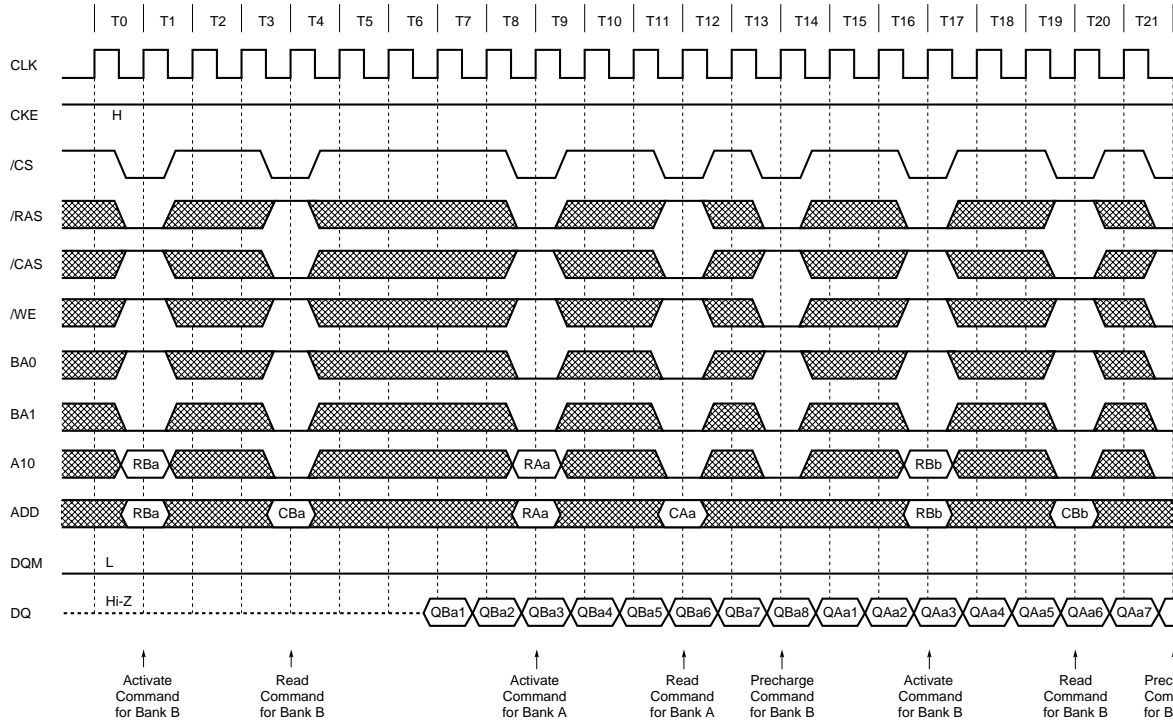 T0 T1 T2 T3 T4 T5 T6 T7 T8 T9 T10 T11 T12 T13 T14 T15 T16 T17 T18 T19 T20 T21
CLK
CKE H
/CS
/RAS
/CAS
/WE
BA0
BA1
A10 RBa RAa RBb
ADD RBa CBa RAa CAa RBb CBb
DQM L
DQ Hi-Z QBa1 QBa2 QBa3 QBa4 QBa5 QBa6 QBa7 QBa8 QAa1 QAa2 QAa3 QAa4 QAa5 QAa6 QAa7
Activate Read Activate Read Precharge Activate Read Prec
Command Command Command Command Command Command Command Com
for Bank B for Bank B for Bank A for Bank A for Bank B for Bank B for Bank B for B